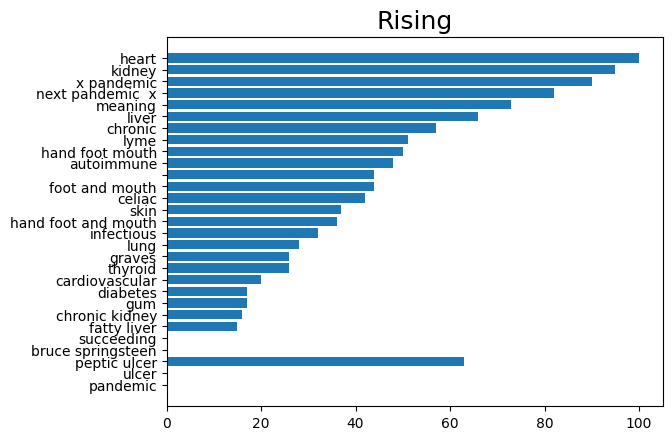 Rising
heart
kidney
x pandemic
next pandemic  x
meaning
liver
chronic
lyme
hand foot mouth
autoimmune
foot and mouth
celiac
skin
hand foot and mouth
infectious
lung
graves
thyroid
cardiovascular
diabetes
gum
chronic kidney
fatty liver
succeeding
bruce springsteen
peptic ulcer
ulcer
pandemic
0 20 40 60 80 100